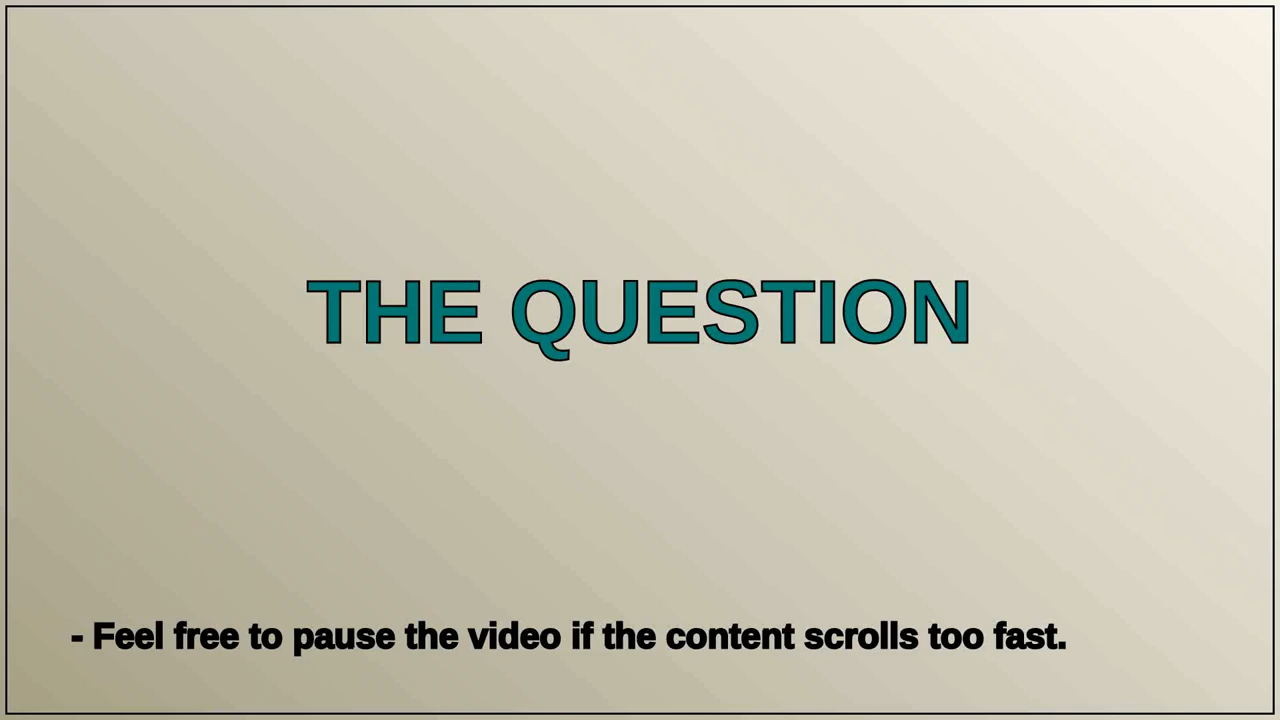 THE QUESTION
- Feel free to pause the video if the content scrolls too fast.